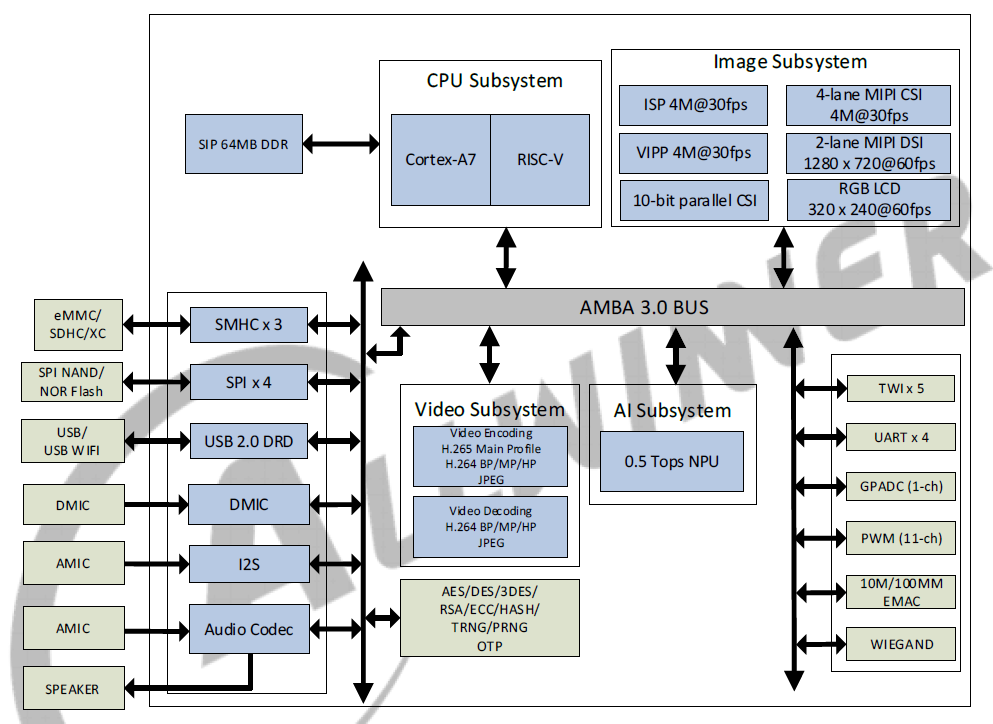 CPU Subsystem
Cortex-A7
RISC-V
SIP 64MB DDR
Image Subsystem
ISP 4M@30fps
4-lane MIPI CSI
4M@30fps
VIPP 4M@30fps
2-lane MIPI DSI
1280 x 720@60fps
10-bit parallel CSI
RGB LCD
320 x 240@60fps
AMBA 3.0 BUS
eMMC/
SDHC/XC
SMHC x 3
SPI NAND/
NOR Flash
SPI x 4
USB/
USB WIFI
USB 2.0 DRD
DMIC
DMIC
AMIC
I2S
AMIC
Audio Codec
SPEAKER
Video Subsystem
Video Encoding
H.265 Main Profile
H.264 BP/MP/HP
JPEG
Video Decoding
H.264 BP/MP/HP
JPEG
AI Subsystem
0.5 Tops NPU
AES/DES/3DES/
RSA/ECC/HASH/
TRNG/PRNG
OTP
TWI x 5
UART x 4
GPADC (1-ch)
PWM (11-ch)
10M/100MM
EMAC
WIEGAND
ALLWINER